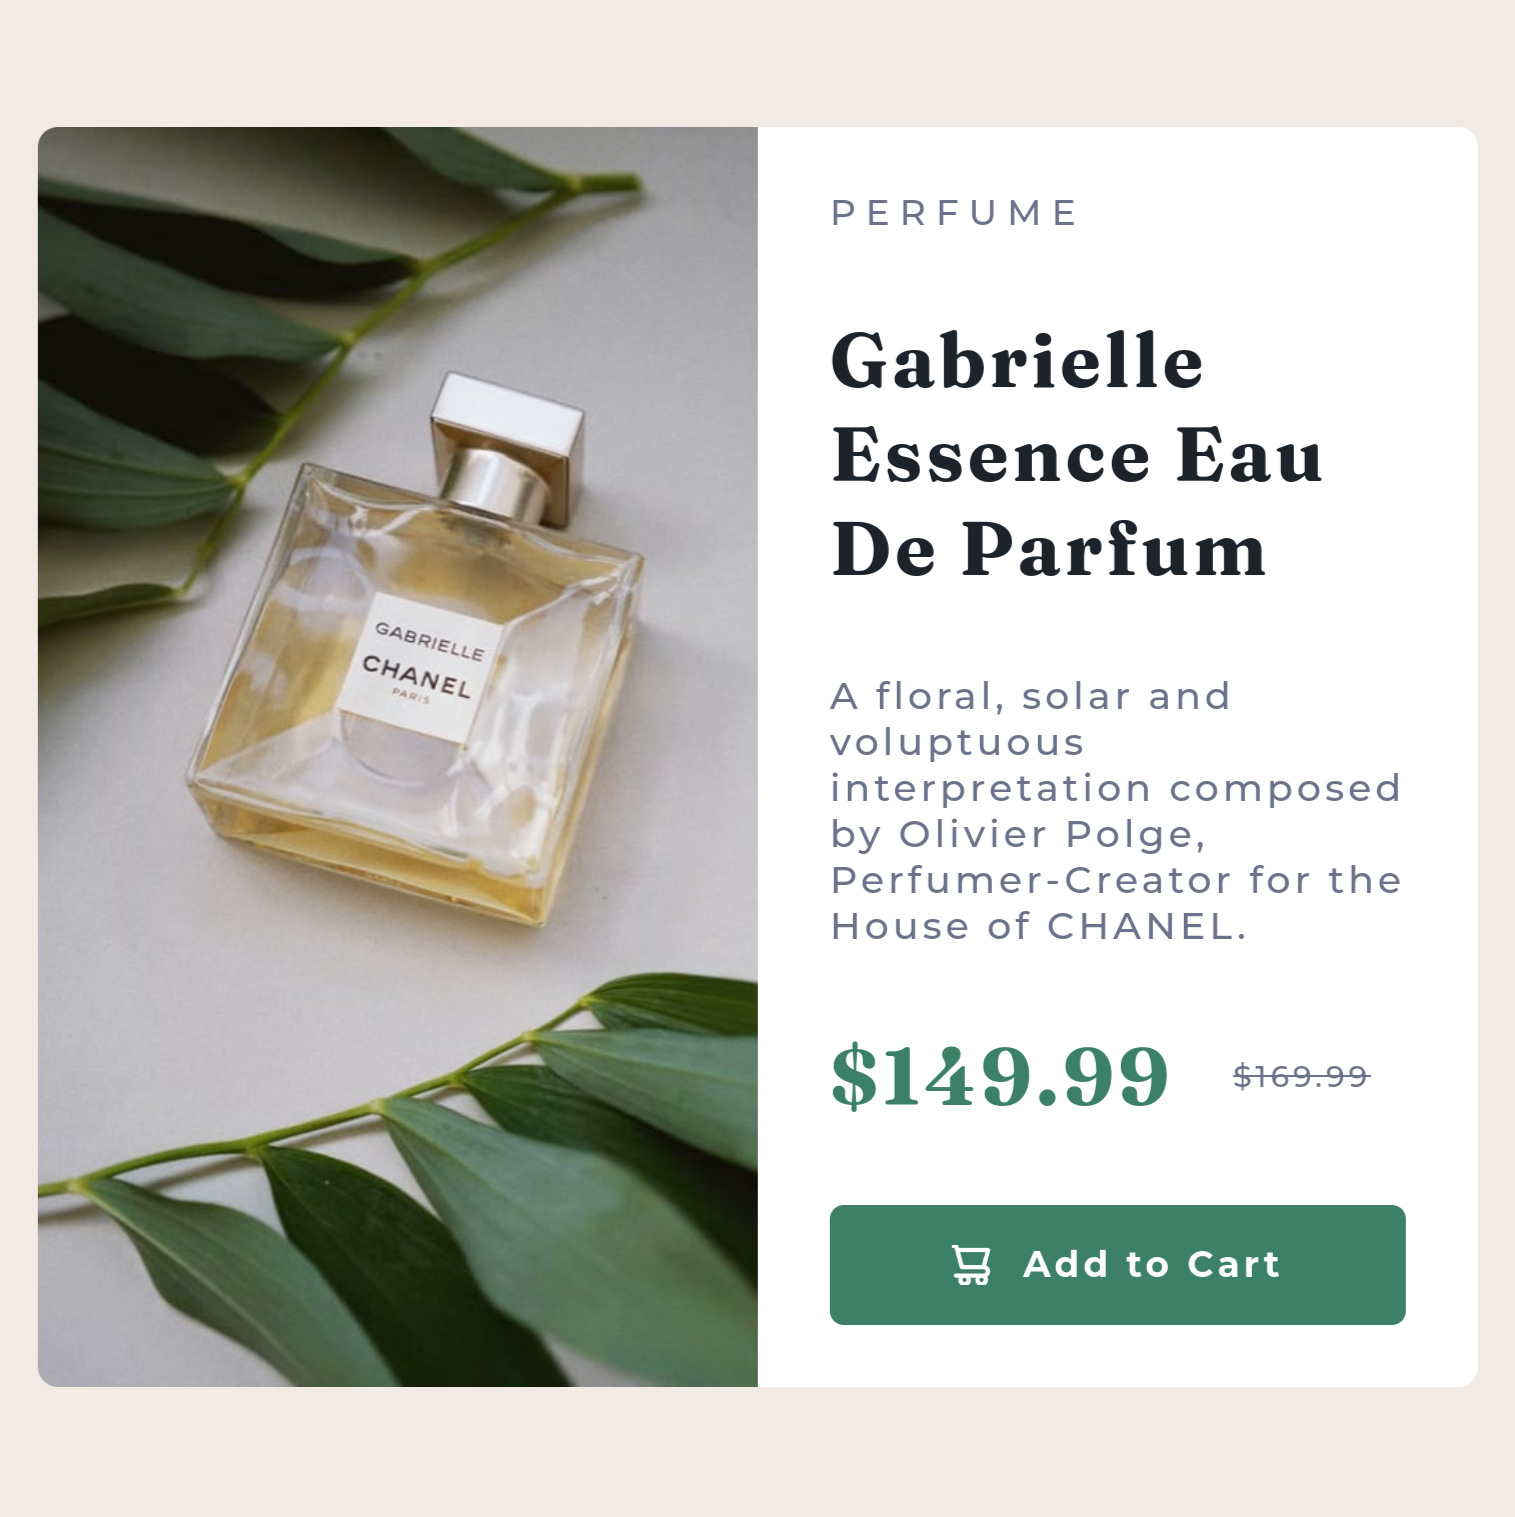 GABRIELLE
CHANEL
PARIS
PERFUME
Gabrielle
Essence Eau
De Parfum
A floral, solar and
voluptuous
interpretation composed
by Olivier Polge,
Perfumer-Creator for the
House of CHANEL.
$149.99 $169.99
Add to Cart